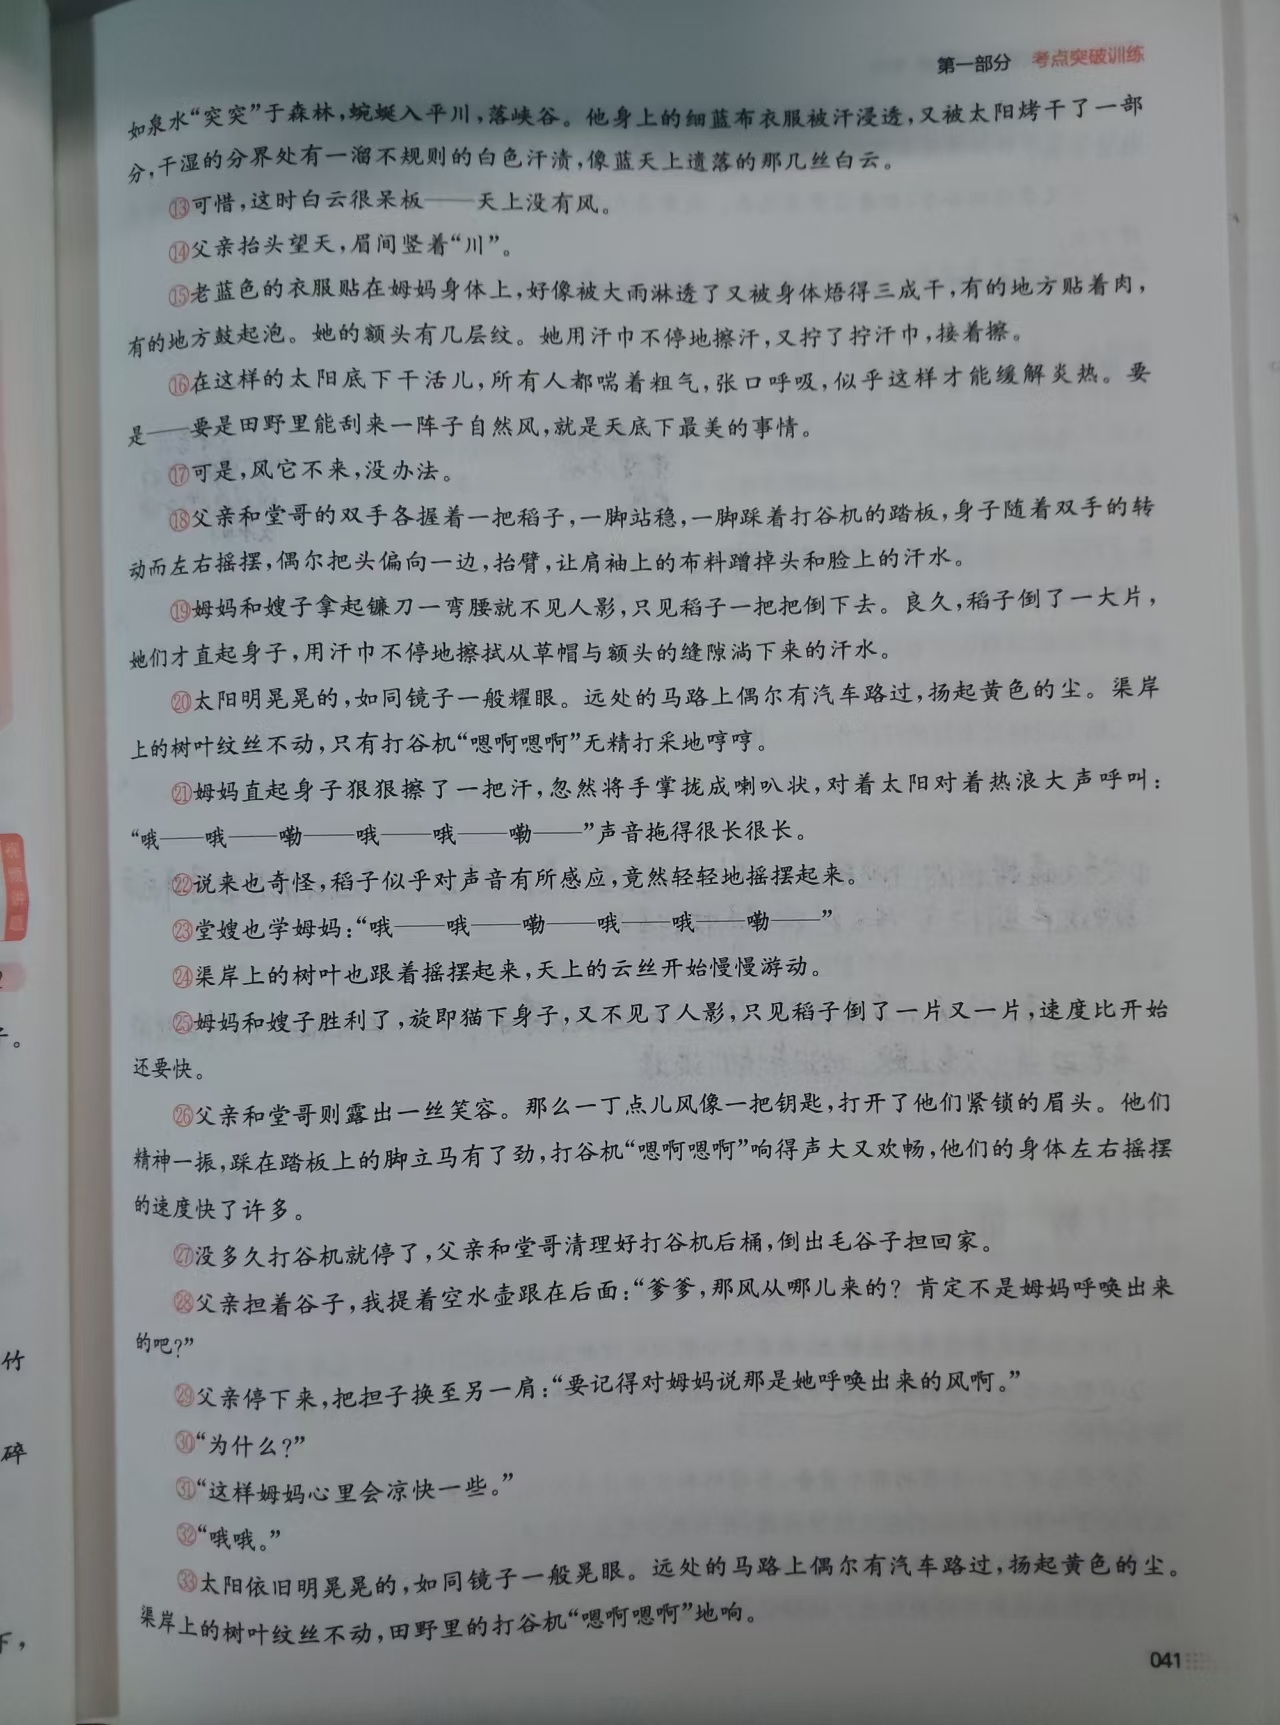 第一部分 考点突破训练
如泉水“突突”于森林，蜿蜒入平川，落峡谷。他身上的细蓝布衣服被汗浸透，又被太阳烤干了一部
分，干湿的分界处有一溜不规则的白色汗渍，像蓝天上遗落的那几丝白云。
⑬可惜，这时白云很呆板——天上没有风。
⑭父亲抬头望天，眉间竖着“川”。
⑮老蓝色的衣服贴在姆妈身体上，好像被大雨淋透了又被身体焐得三成干，有的地方贴着肉，
有的地方鼓起泡。她的额头有几层纹。她用汗巾不停地擦汗，又拧了拧汗巾，接着擦。
⑯在这样的太阳底下干活儿，所有人都喘着粗气，张口呼吸，似乎这样才能缓解炎热。要
是——要是田野里能刮来一阵子自然风，就是天底下最美的事情。
⑰可是，风它不来，没办法。
⑱父亲和堂哥的双手各握着一把稻子，一脚站稳，一脚踩着打谷机的踏板，身子随着双手的转
动而左右摇摆，偶尔把头偏向一边，抬臂，让肩袖上的布料蹭掉头和脸上的汗水。
⑲姆妈和嫂子拿起镰刀一弯腰就不见人影，只见稻子一把把倒下去。良久，稻子倒了一大片，
她们才直起身子，用汗巾不停地擦拭从草帽与额头的缝隙淌下来的汗水。
⑳太阳明晃晃的，如同镜子一般耀眼。远处的马路上偶尔有汽车路过，扬起黄色的尘。渠岸
上的树叶纹丝不动，只有打谷机“嗯啊嗯啊”无精打采地哼哼。
㉑姆妈直起身子狠狠擦了一把汗，忽然将手掌拢成喇叭状，对着太阳对着热浪大声呼叫：
“哦——哦——嘞——哦——哦——嘞——”声音拖得很长很长。
㉒说来也奇怪，稻子似乎对声音有所感应，竟然轻轻地摇摆起来。
㉓堂嫂也学姆妈：“哦——哦——嘞——哦——哦——嘞——”
㉔渠岸上的树叶也跟着摇摆起来，天上的云丝开始慢慢游动。
㉕姆妈和嫂子胜利了，旋即猫下身子，又不见了人影，只见稻子倒了一片又一片，速度比开始
还要快。
㉖父亲和堂哥则露出一丝笑容。那么一丁点儿风像一把钥匙，打开了他们紧锁的眉头。他们
精神一振，踩在踏板上的脚立马有了劲，打谷机“嗯啊嗯啊”响得声大又欢畅，他们的身体左右摇摆
的速度快了许多。
㉗没多久打谷机就停了，父亲和堂哥清理好打谷机后桶，倒出毛谷子担回家。
㉘父亲担着谷子，我提着空水壶跟在后面：“爹爹，那风从哪儿来的？肯定不是姆妈呼唤出来
的吧？”
㉙父亲停下来，把担子换至另一肩：“要记得对姆妈说那是她呼唤出来的风啊。”
㉚“为什么？”
㉛“这样姆妈心里会凉快一些。”
㉜“哦哦。”
㉝太阳依旧明晃晃的，如同镜子一般晃眼。远处的马路上偶尔有汽车路过，扬起黄色的尘。
渠岸上的树叶纹丝不动，田野里的打谷机“嗯啊嗯啊”地响。
041
视频讲题
子。
竹
碎
下，